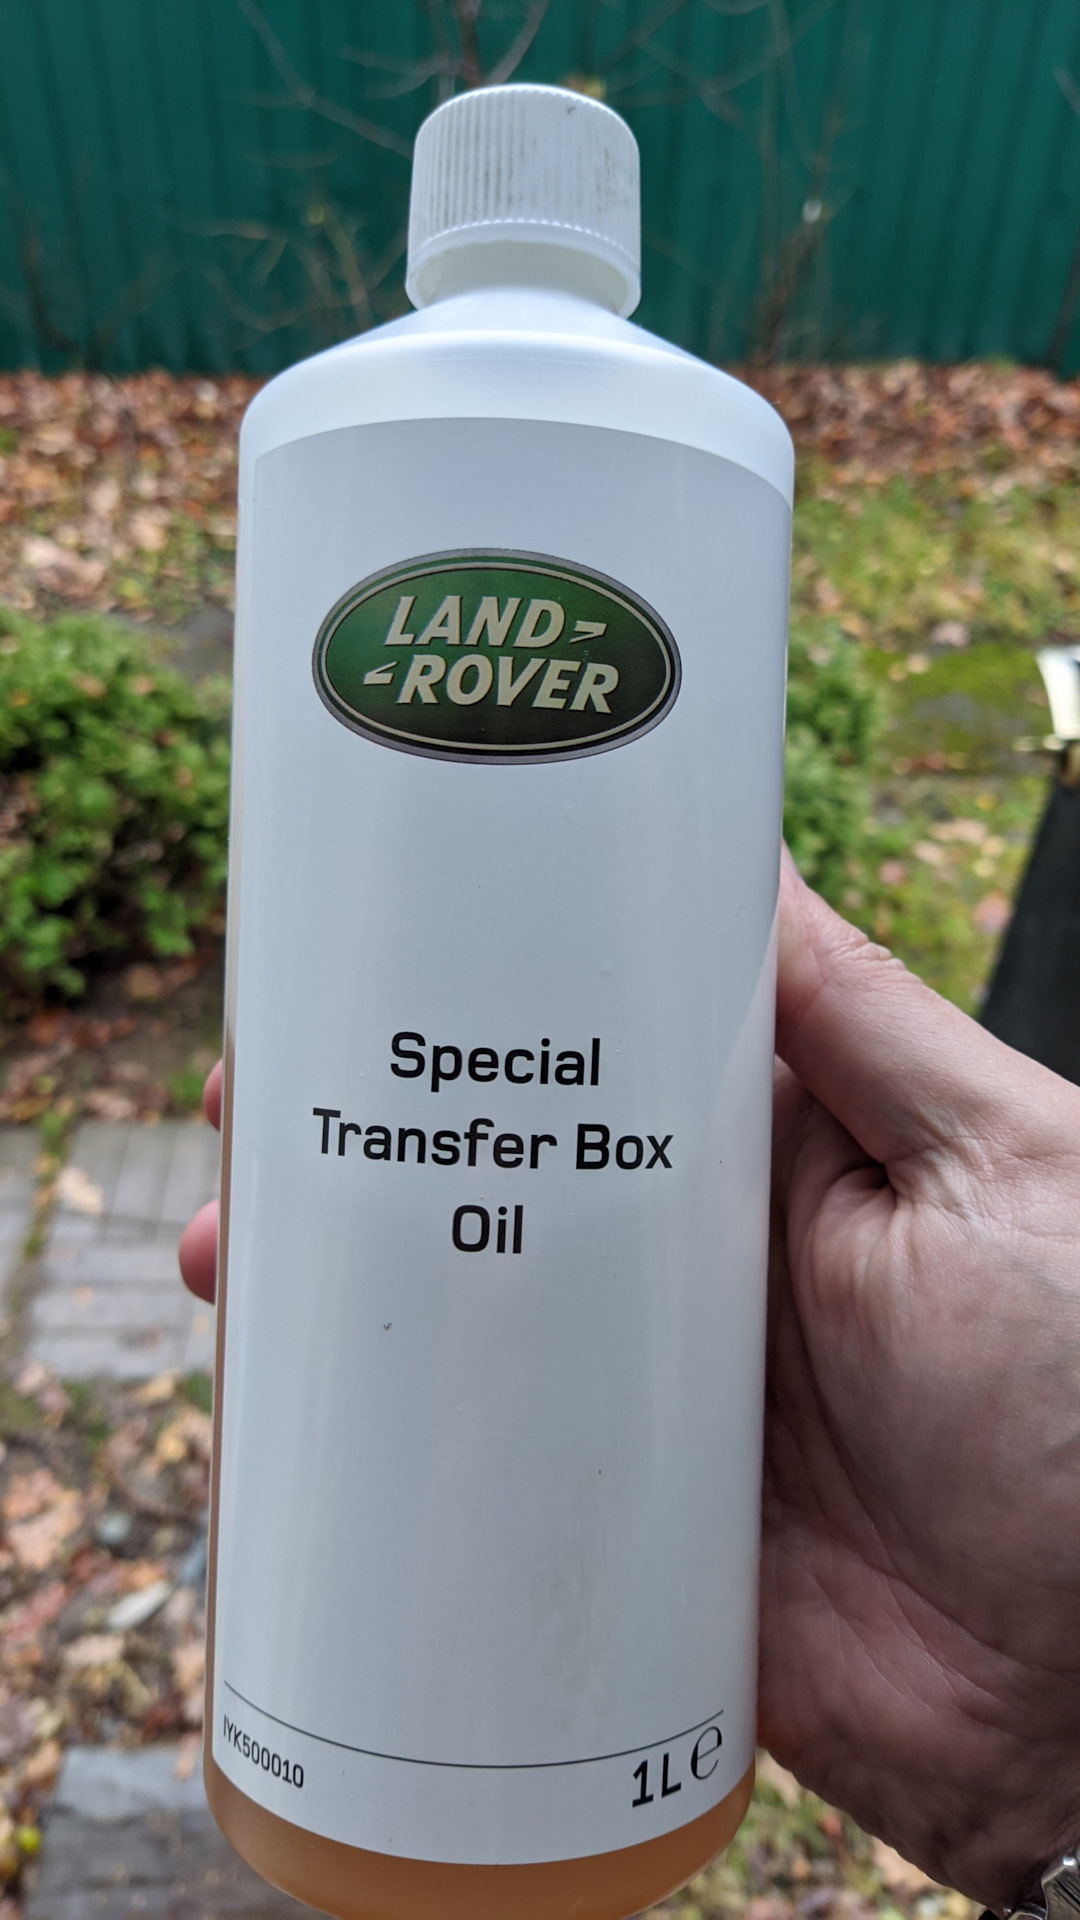 LAND
ROVER
Special
Transfer Box
Oil
IYK500010
1L e